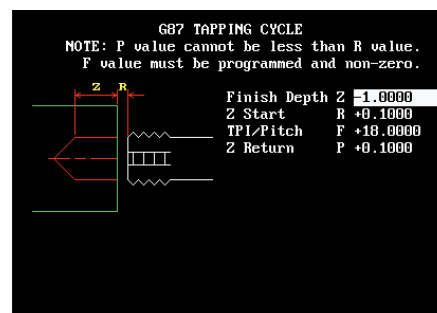 G87 TAPPING CYCLE
NOTE: P value cannot be less than R value.
F value must be programmed and non-zero.
Z R
Finish Depth Z -1.0000
Z Start R +0.1000
TPI/Pitch F +18.0000
Z Return P +0.1000